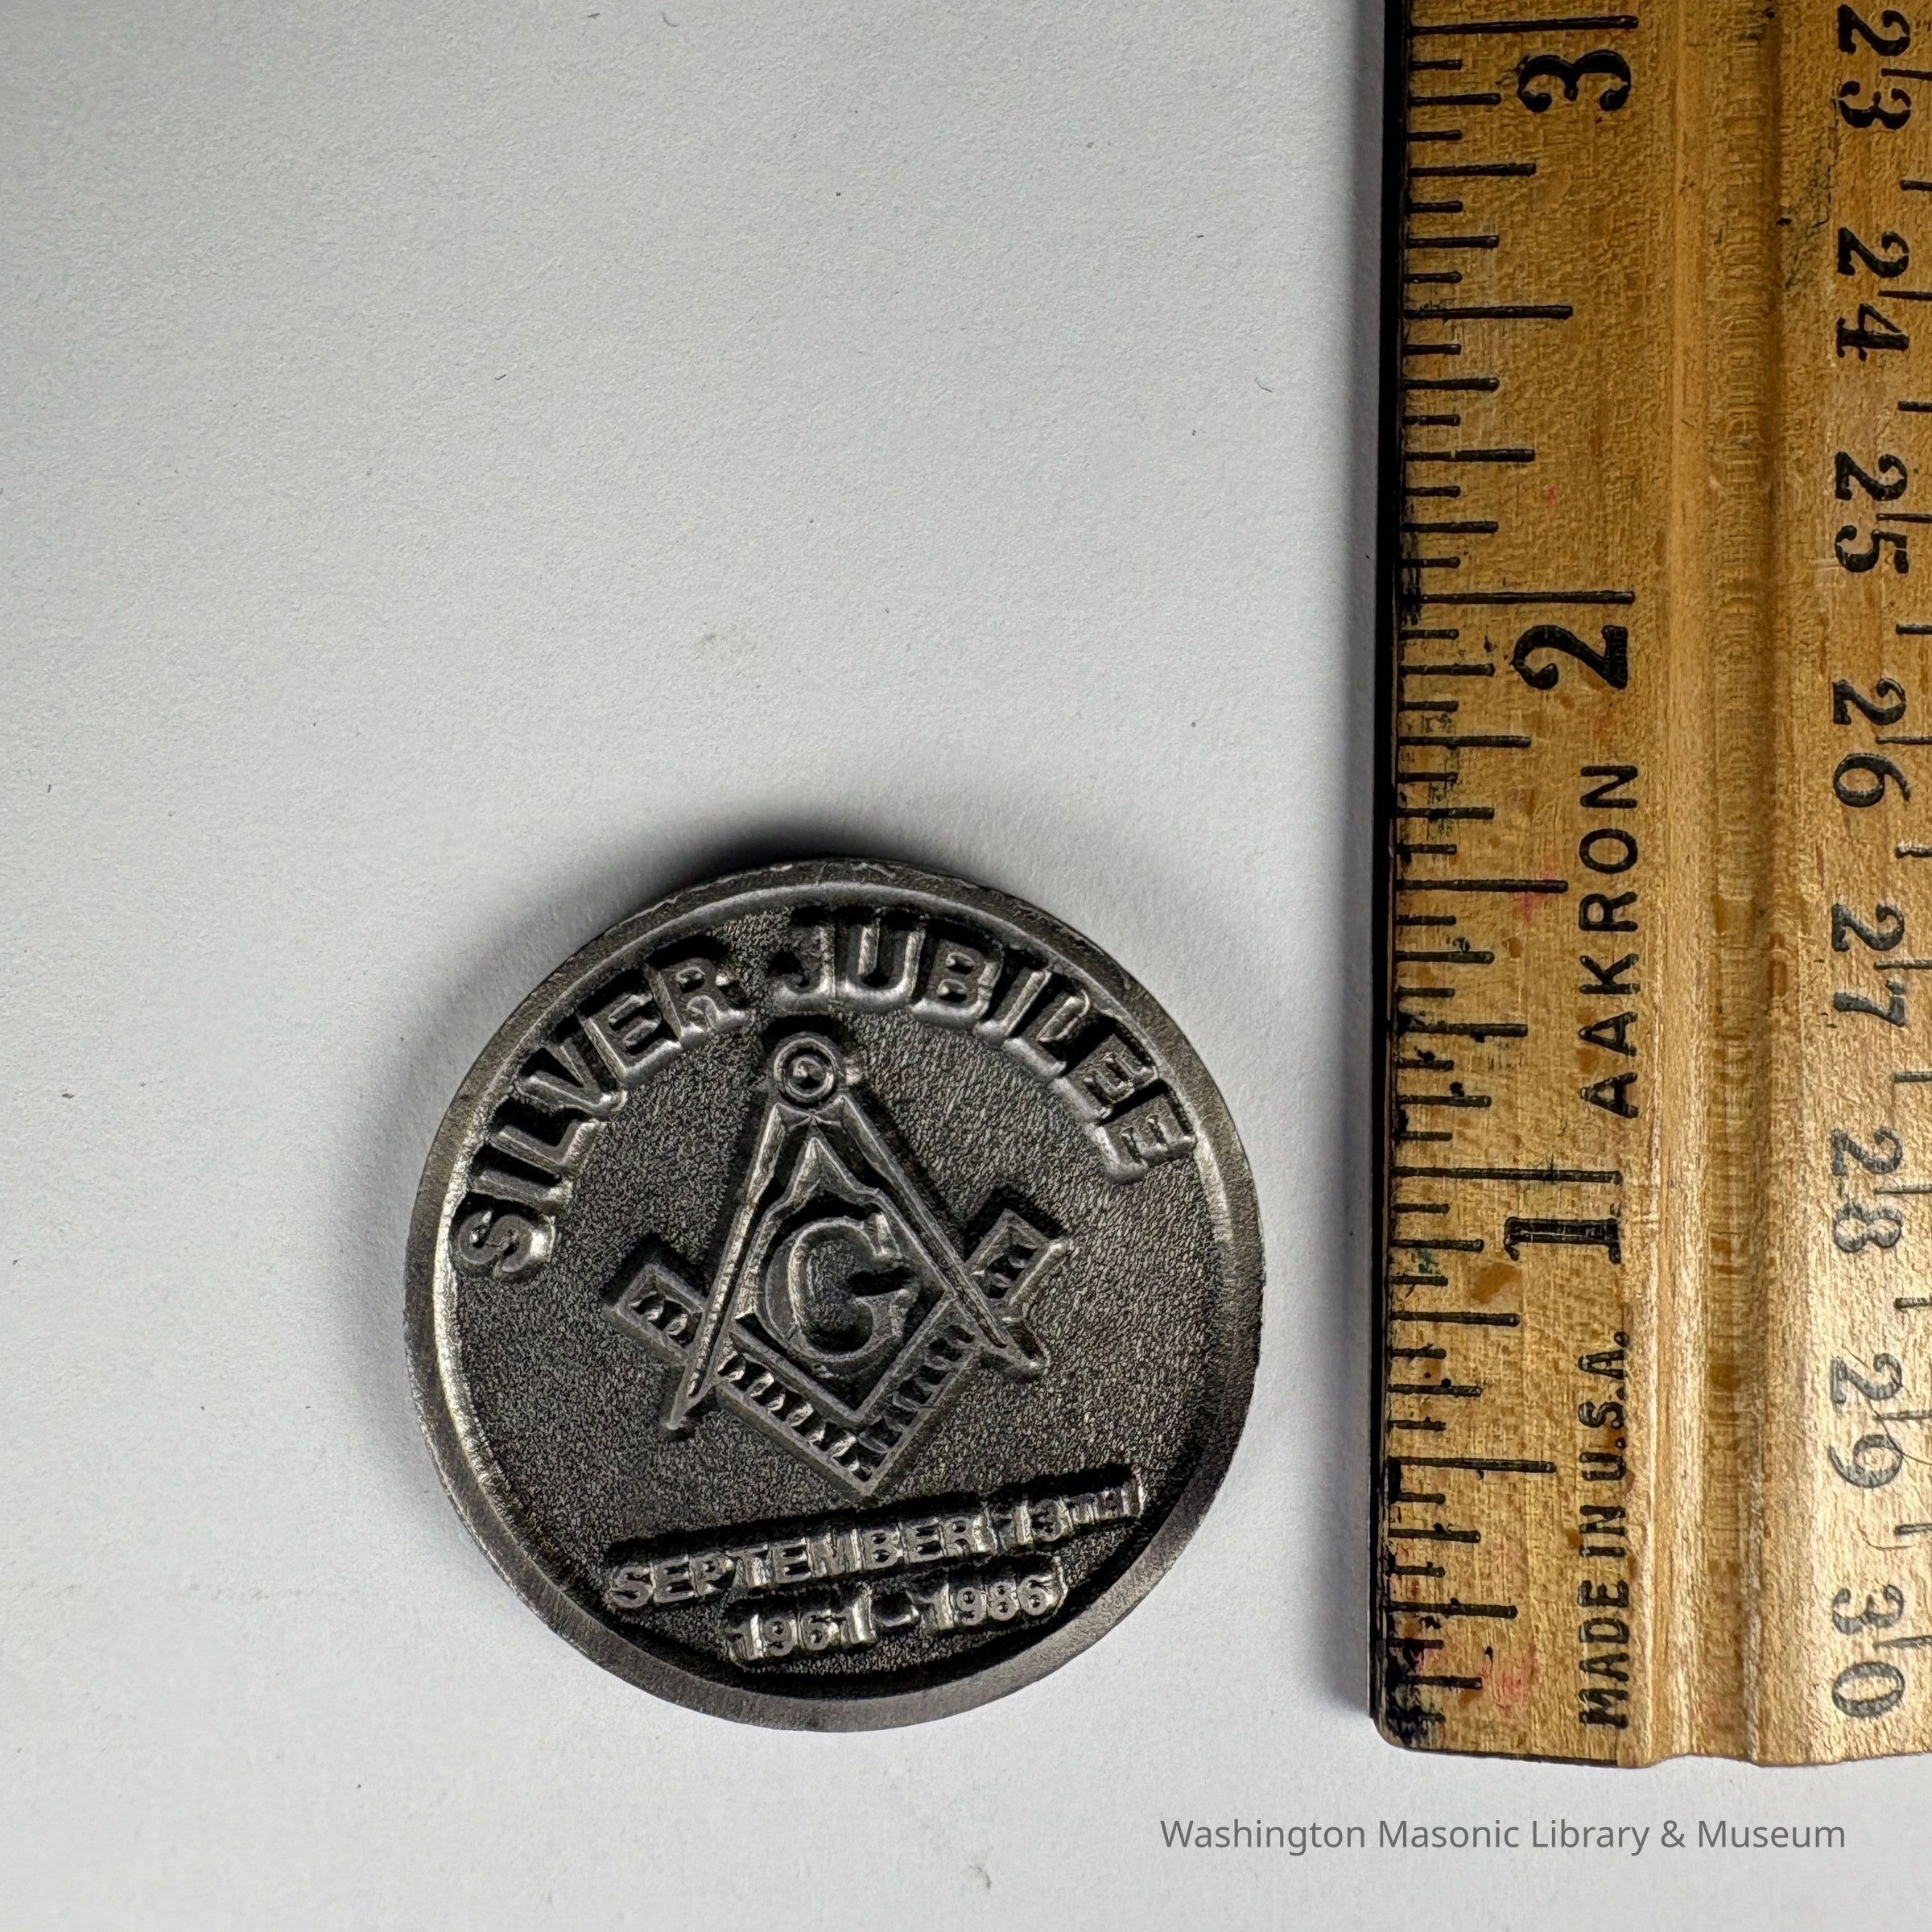 SILVER JUBILEE
G
SEPTEMBER 13TH
1961-1986
3
2
1
AAKRON
MADE IN U.S.A.
23
24
25
26
27
28
29
30
Washington Masonic Library & Museum